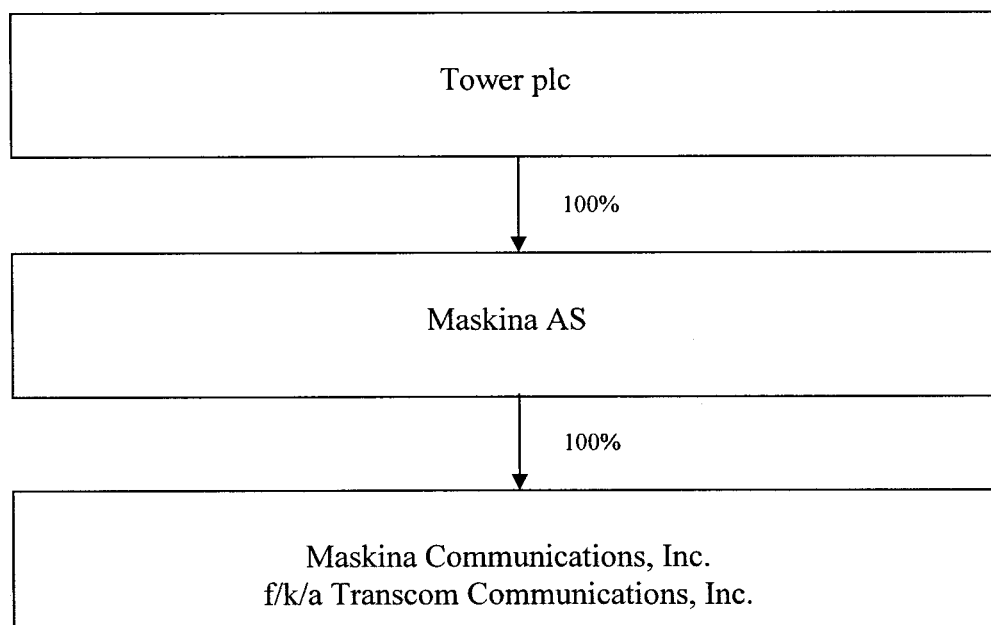 Tower plc
100%
Maskina AS
100%
Maskina Communications, Inc.
f/k/a Transcom Communications, Inc.